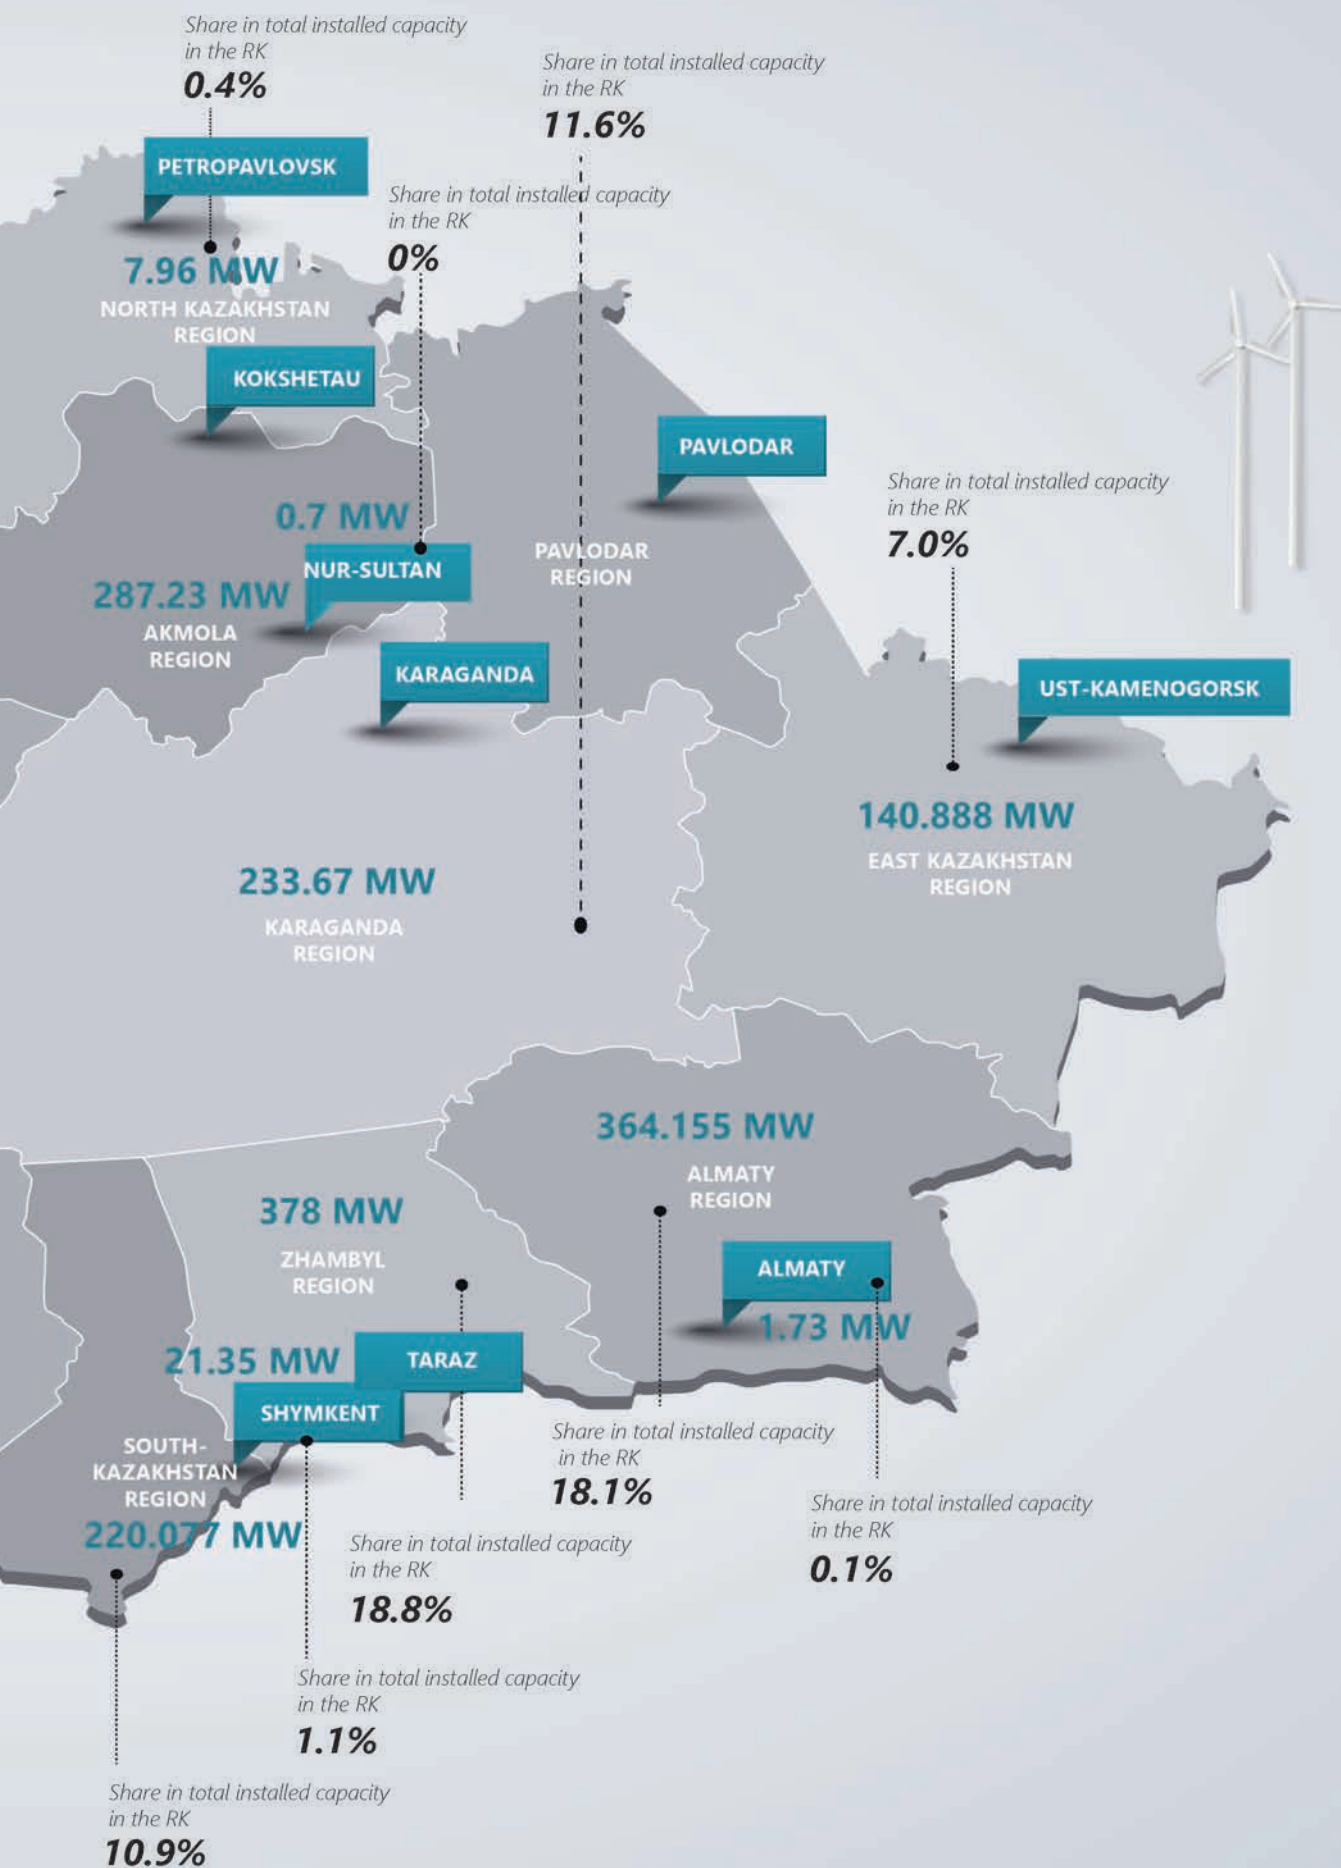 Share in total installed capacity
in the RK
0.4%
Share in total installed capacity
in the RK
11.6%
PETROPAVLOVSK
Share in total installed capacity
in the RK
0%
7.96 MW
NORTH KAZAKHSTAN
REGION
KOKSHETAU
PAVLODAR
Share in total installed capacity
in the RK
7.0%
0.7 MW
NUR-SULTAN
PAVLODAR
REGION
287.23 MW
AKMOLA
REGION
KARAGANDA
UST-KAMENOGORSK
140.888 MW
EAST KAZAKHSTAN
REGION
233.67 MW
KARAGANDA
REGION
364.155 MW
ALMATY
REGION
378 MW
ZHAMBYL
REGION
ALMATY
1.73 MW
21.35 MW
TARAZ
SHYMKENT
SOUTH-
KAZAKHSTAN
REGION
220.077 MW
Share in total installed capacity
in the RK
18.1%
Share in total installed capacity
in the RK
0.1%
Share in total installed capacity
in the RK
18.8%
Share in total installed capacity
in the RK
1.1%
Share in total installed capacity
in the RK
10.9%